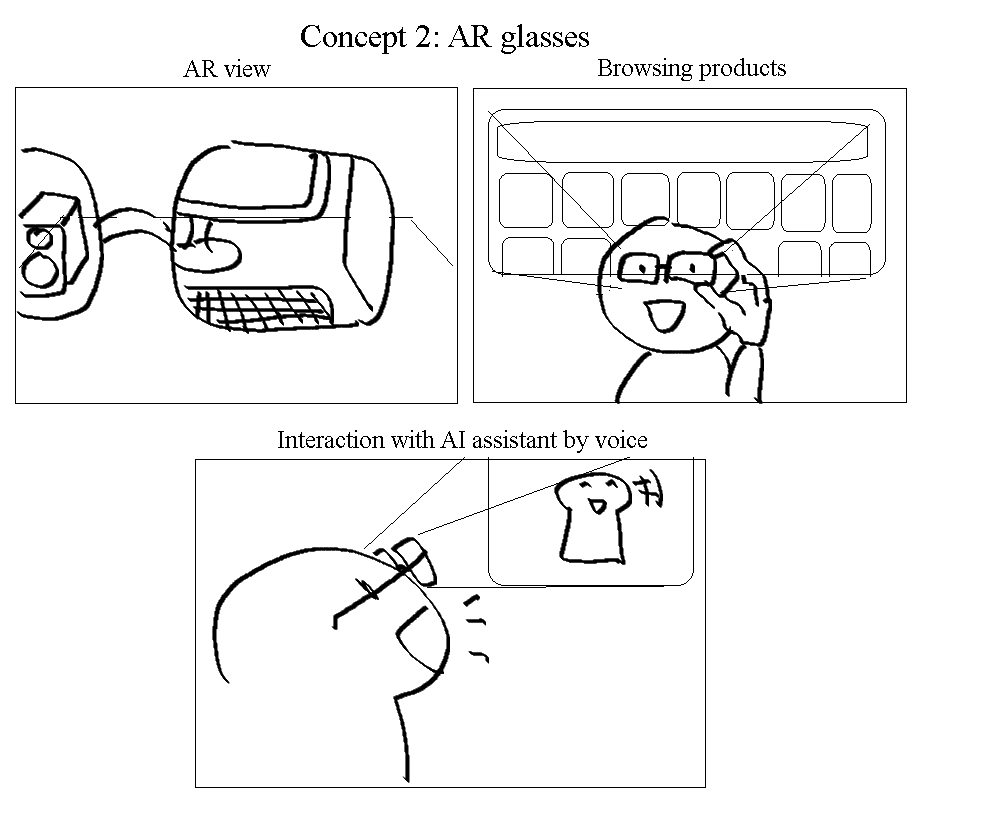 Concept 2: AR glasses
AR view
Browsing products
Interaction with AI assistant by voice